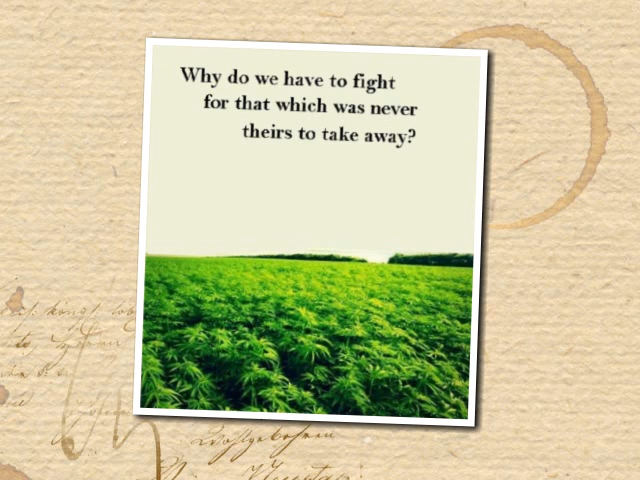 Why do we have to fight
for that which was never
theirs to take away?